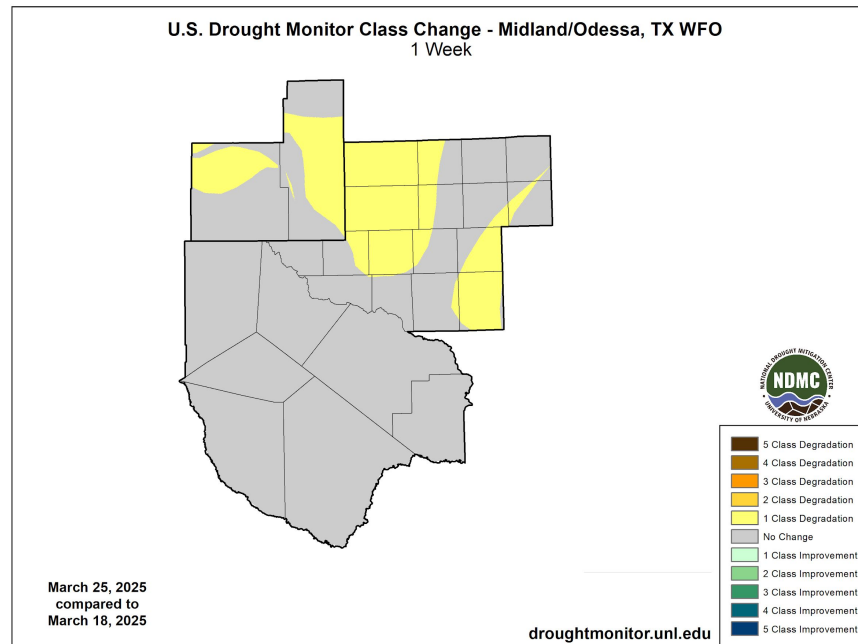 U.S. Drought Monitor Class Change - Midland/Odessa, TX WFO
1 Week
NATIONAL DROUGHT MITIGATION CENTER
NDMC
UNIVERSITY OF NEBRASKA
5 Class Degradation
4 Class Degradation
3 Class Degradation
2 Class Degradation
1 Class Degradation
No Change
1 Class Improvement
2 Class Improvement
3 Class Improvement
4 Class Improvement
5 Class Improvement
March 25, 2025
compared to
March 18, 2025
droughtmonitor.unl.edu